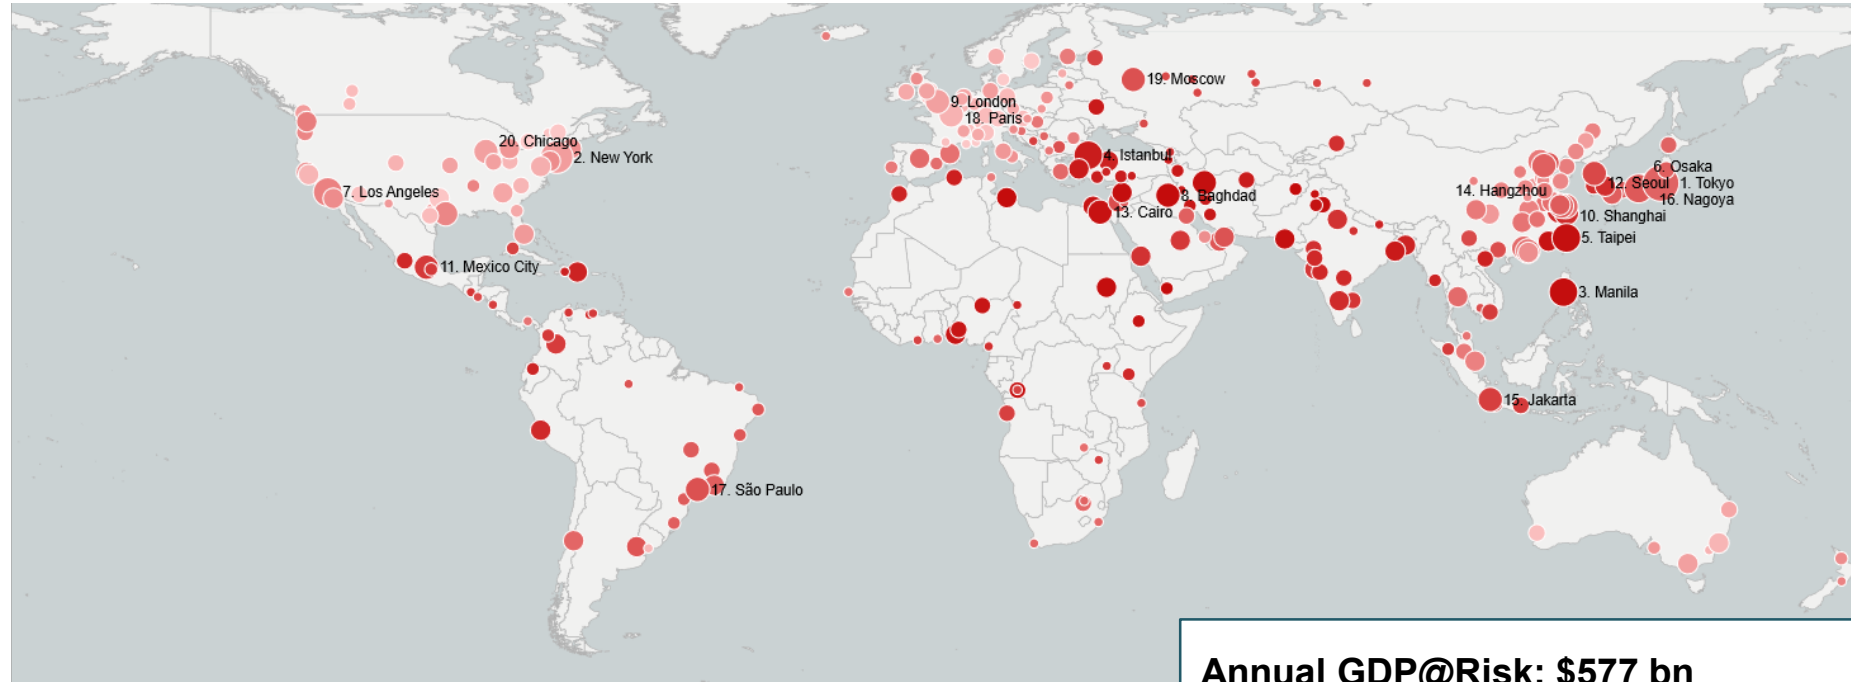 19. Moscow
9. London
18. Paris
20. Chicago
2. New York
4. Istanbul
6. Osaka
7. Los Angeles
14. Hangzhou
12. Seoul
1. Tokyo
8. Baghdad
16. Nagoya
13. Cairo
10. Shanghai
5. Taipei
11. Mexico City
3. Manila
15. Jakarta
17. São Paulo
Annual GDP@Risk: $577 bn